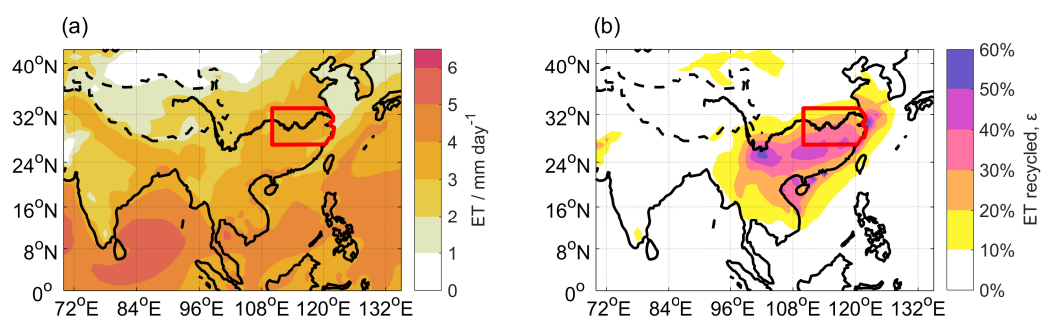 (a)
40°N
32°N
24°N
16°N
8°N
0°
72°E 84°E 96°E 108°E 120°E 132°E
6
5
4
3
2
1
0
ET / mm day⁻¹
(b)
40°N
32°N
24°N
16°N
8°N
0°
72°E 84°E 96°E 108°E 120°E 132°E
60%
50%
40%
30%
20%
10%
0%
ET recycled, ε